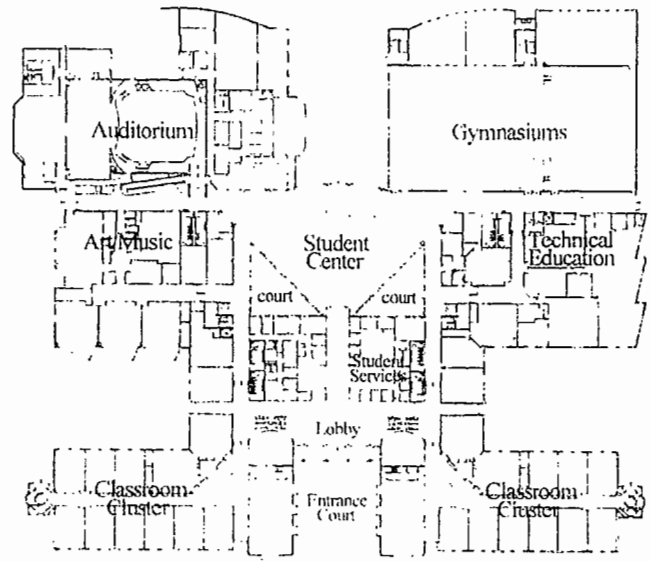 Auditorium
Gymnasiums
Art Music
Student
Center
Technical
Education
court
court
Student
Services
Lobby
Classroom
Cluster
Entrance
Court
Classroom
Cluster